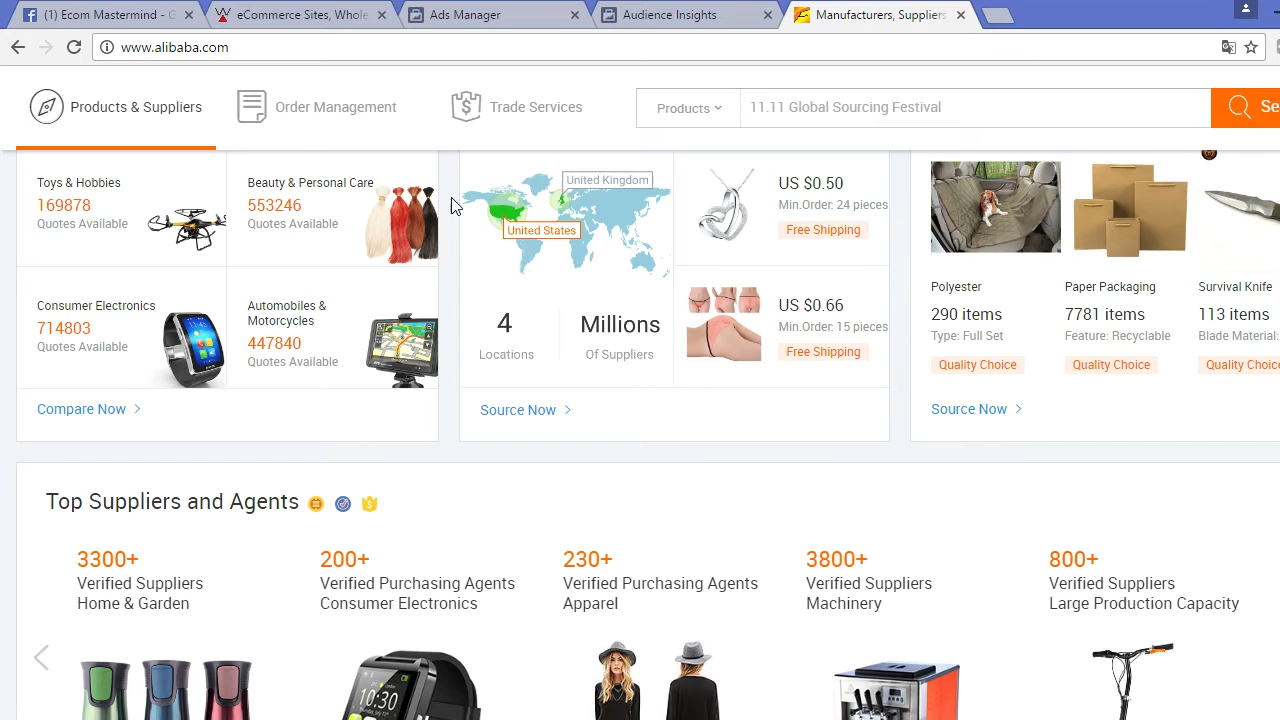 (1) Ecom Mastermind - G
eCommerce Sites, Whole
Ads Manager
Audience Insights
Manufacturers, Suppliers
www.alibaba.com
Products & Suppliers
Order Management
Trade Services
Products
11.11 Global Sourcing Festival
Toys & Hobbies
169878
Quotes Available
Beauty & Personal Care
553246
Quotes Available
Consumer Electronics
714803
Quotes Available
Automobiles &
Motorcycles
447840
Quotes Available
Compare Now
United Kingdom
United States
4
Locations
Millions
Of Suppliers
US $0.50
Min.Order: 24 pieces
Free Shipping
US $0.66
Min.Order: 15 pieces
Free Shipping
Source Now
Polyester
290 items
Type: Full Set
Quality Choice
Paper Packaging
7781 items
Feature: Recyclable
Quality Choice
Survival Knife
113 items
Blade Material:
Quality Choice
Source Now
Top Suppliers and Agents
3300+
Verified Suppliers
Home & Garden
200+
Verified Purchasing Agents
Consumer Electronics
230+
Verified Purchasing Agents
Apparel
3800+
Verified Suppliers
Machinery
800+
Verified Suppliers
Large Production Capacity
10:30